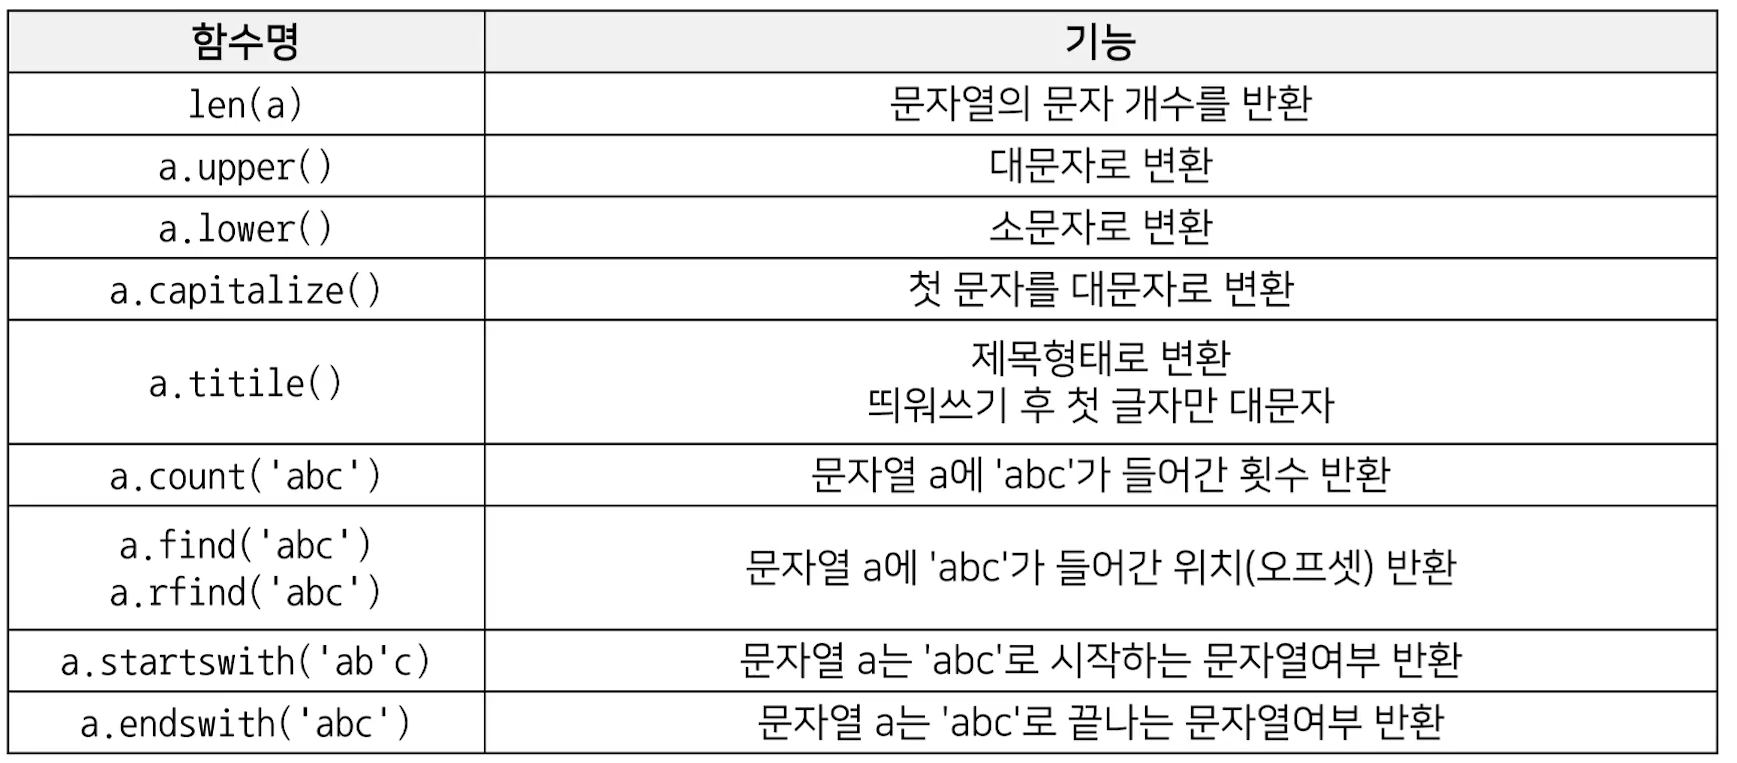 함수명 기능
len(a) 문자열의 문자 개수를 반환
a.upper() 대문자로 변환
a.lower() 소문자로 변환
a.capitalize() 첫 문자를 대문자로 변환
a.titile() 제목형태로 변환
띄워쓰기 후 첫 글자만 대문자
a.count('abc') 문자열 a에 'abc'가 들어간 횟수 반환
a.find('abc')
a.rfind('abc') 문자열 a에 'abc'가 들어간 위치(오프셋) 반환
a.startswith('ab'c) 문자열 a는 'abc'로 시작하는 문자열여부 반환
a.endswith('abc') 문자열 a는 'abc'로 끝나는 문자열여부 반환